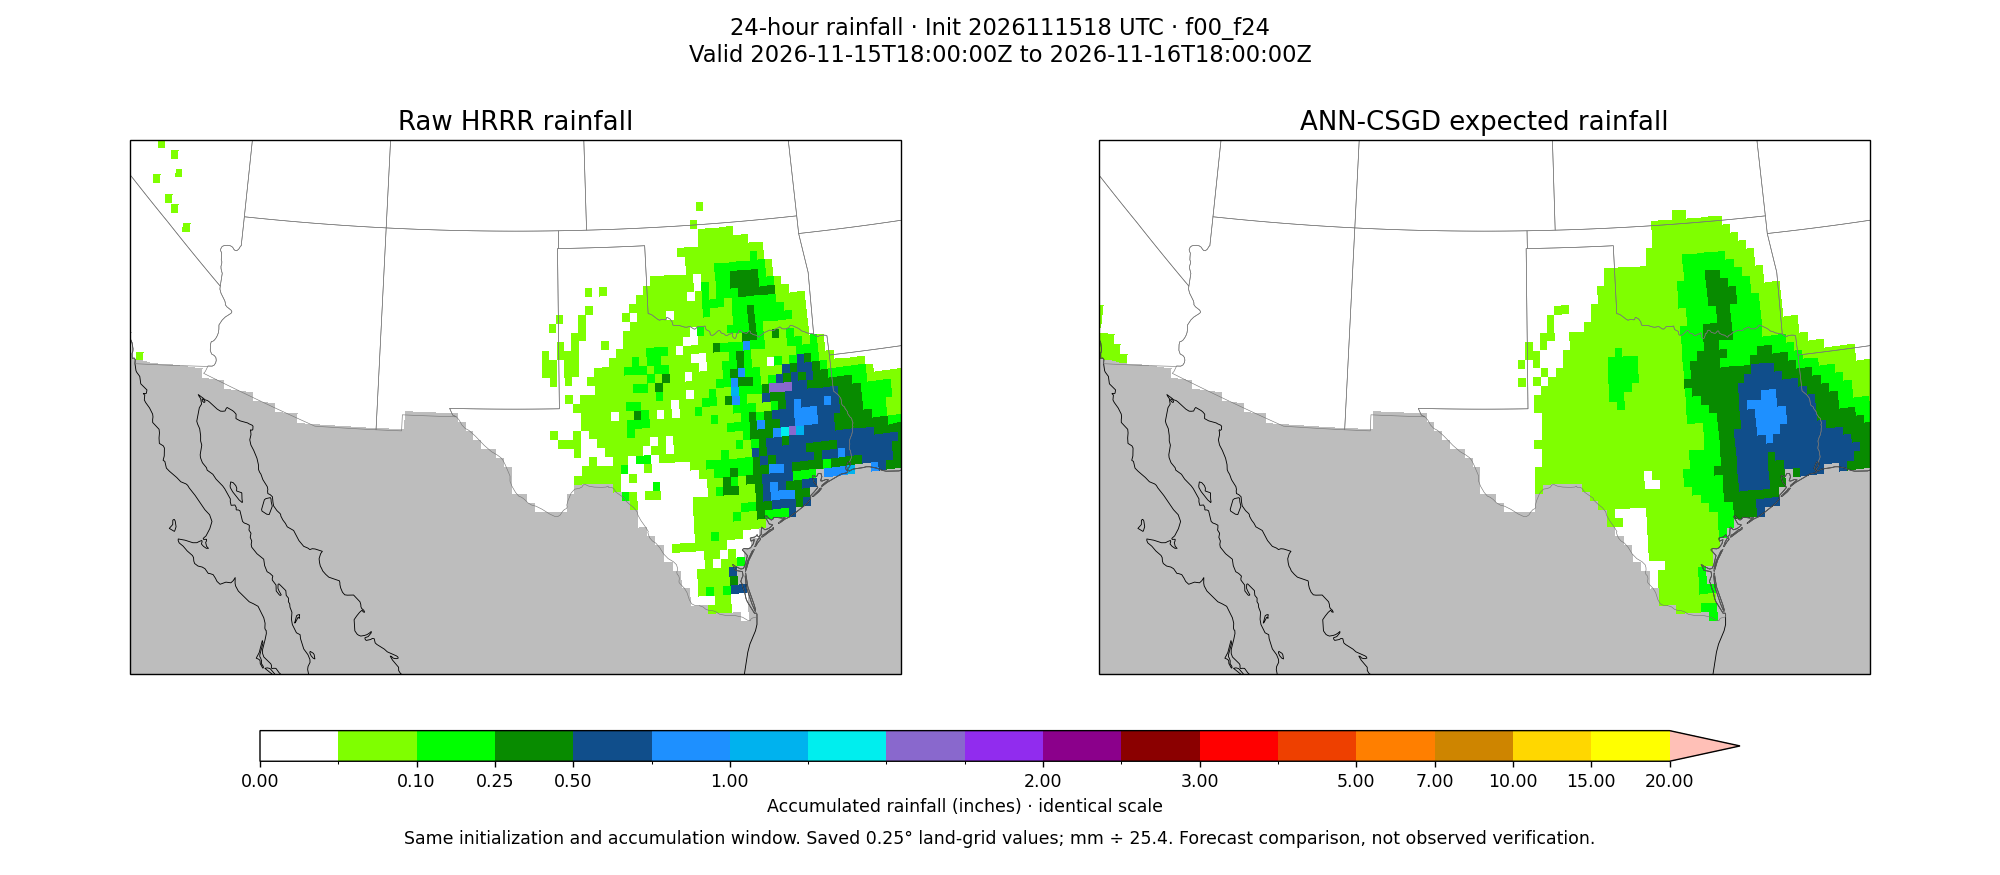 24-hour rainfall · Init 2026111518 UTC · f00_f24
Valid 2026-11-15T18:00:00Z to 2026-11-16T18:00:00Z
Raw HRRR rainfall
ANN-CSGD expected rainfall
0.00 0.10 0.25 0.50 1.00 2.00 3.00 5.00 7.00 10.00 15.00 20.00
Accumulated rainfall (inches) · identical scale
Same initialization and accumulation window. Saved 0.25° land-grid values; mm ÷ 25.4. Forecast comparison, not observed verification.